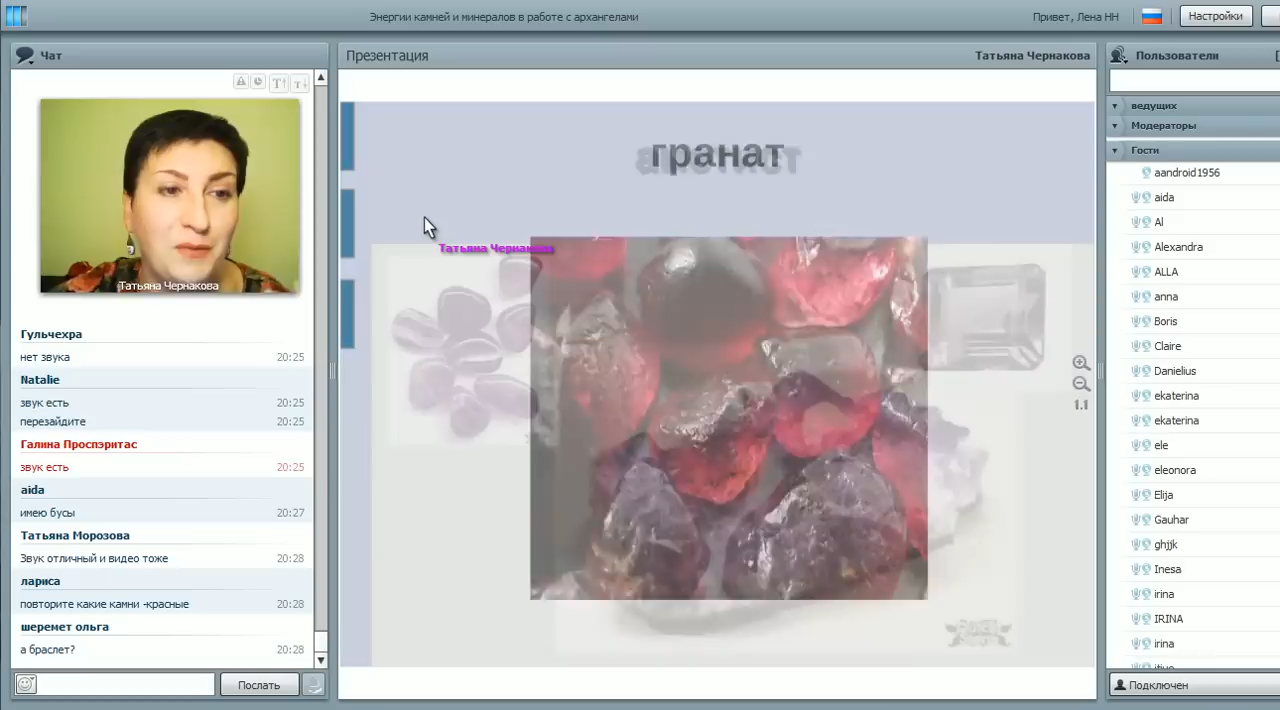 Энергии камней и минералов в работе с архангелами
Привет, Лена НН
Настройки
Чат
Татьяна Чернакова
Гульчехра
нет звука 20:25
Natalie
звук есть 20:25
перезайдите 20:25
Галина Проспэритас
звук есть 20:25
aida
имею бусы 20:27
Татьяна Морозова
Звук отличный и видео тоже 20:28
лариса
повторите какие камни -красные 20:28
шеремет ольга
а браслет? 20:28
Послать
Презентация
Татьяна Чернакова
гранат
аметист
Татьяна Чернакова
1.1
Пользователи
ведущих
Модераторы
Гости
aandroid1956
aida
Al
Alexandra
ALLA
anna
Boris
Claire
Danielius
ekaterina
ekaterina
ele
eleonora
Elija
Gauhar
ghjjk
Inesa
irina
IRINA
irina
Подключен